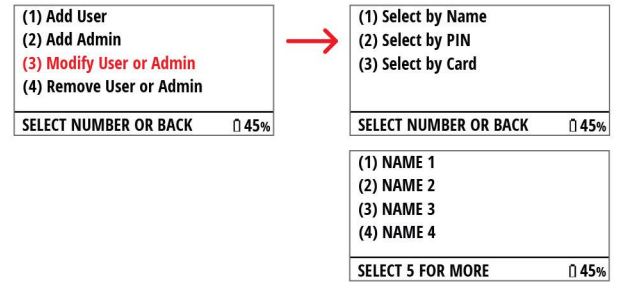 (1) Add User
(2) Add Admin
(3) Modify User or Admin
(4) Remove User or Admin
SELECT NUMBER OR BACK 45%
(1) Select by Name
(2) Select by PIN
(3) Select by Card
SELECT NUMBER OR BACK 45%
(1) NAME 1
(2) NAME 2
(3) NAME 3
(4) NAME 4
SELECT 5 FOR MORE 45%